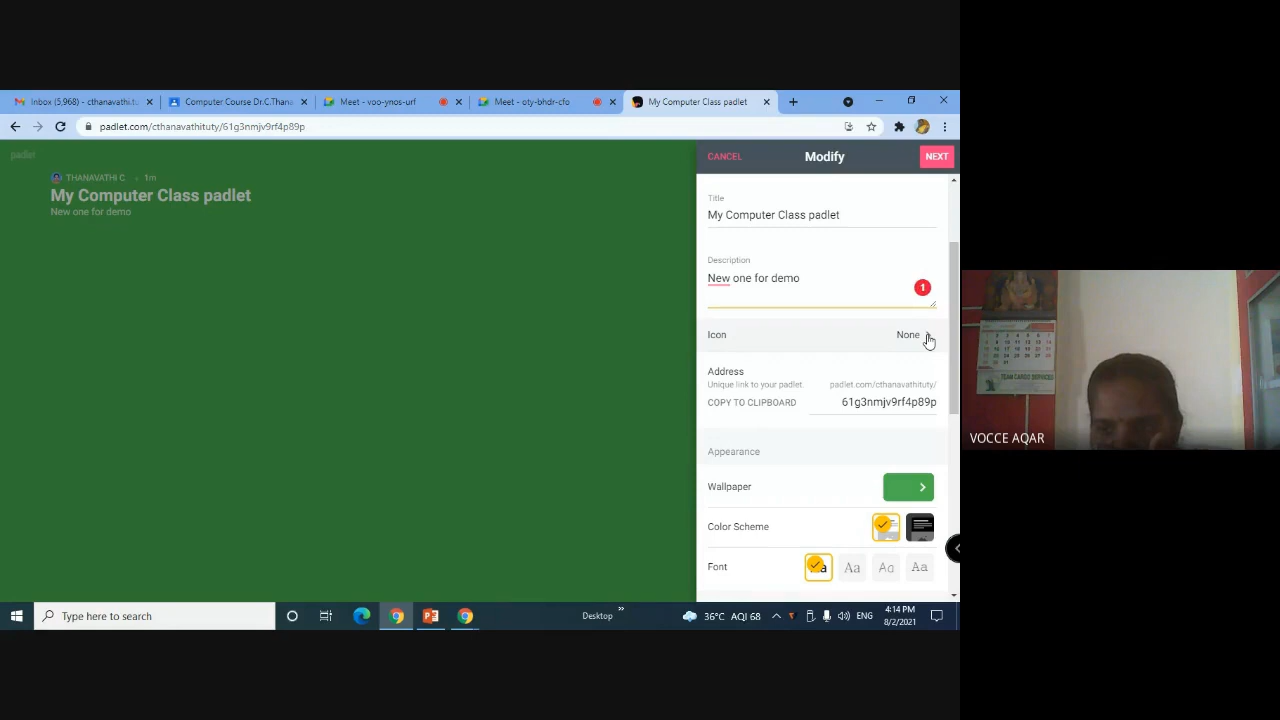 Inbox (5,968) - cthanavathi.tu
Computer Course Dr.C.Thana
Meet - voo-ynos-urf
Meet - oty-bhdr-cfo
My Computer Class padlet
padlet.com/cthanavathituty/61g3nmjv9rf4p89p
padlet
THANAVATHI C + 1m
My Computer Class padlet
New one for demo
CANCEL
Modify
NEXT
Title
My Computer Class padlet
Description
New one for demo
1
Icon
None
Address
Unique link to your padlet.
padlet.com/cthanavathituty/
COPY TO CLIPBOARD
61g3nmjv9rf4p89p
Appearance
Wallpaper
Color Scheme
Font
Aa Aa Aa
TEAM CARGO SERVICES
VOCCE AQAR
Type here to search
Desktop
36°C AQI 68
ENG
4:14 PM
8/2/2021